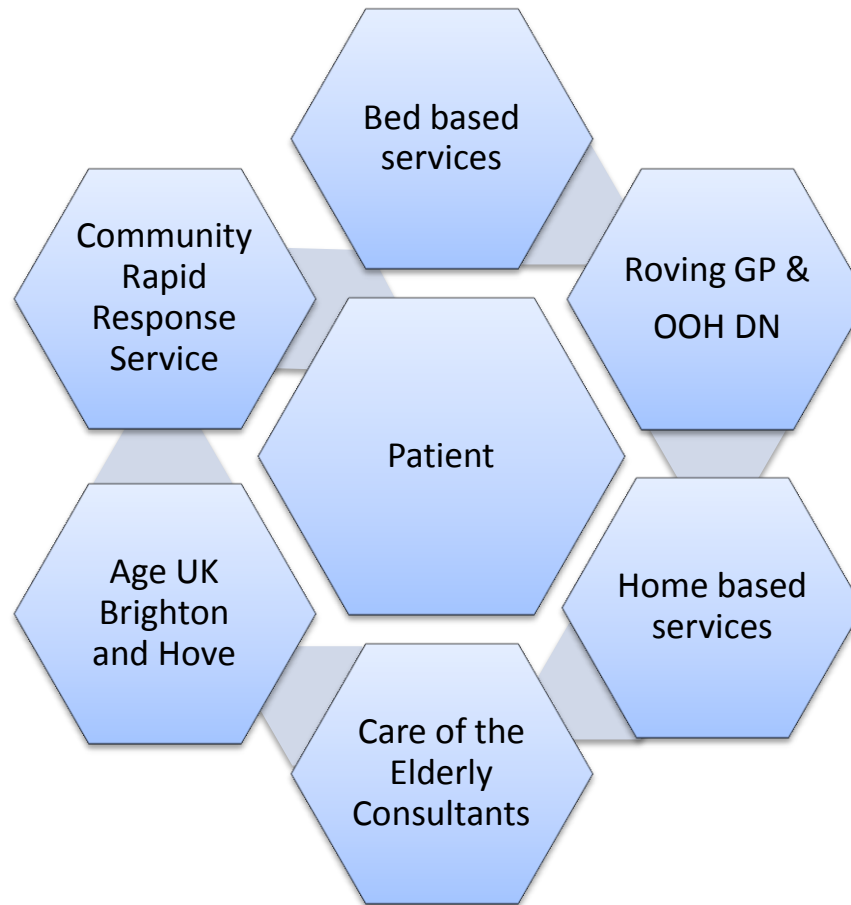 Bed based
services
Community
Rapid
Response
Service
Roving GP &
OOH DN
Patient
Age UK
Brighton
and Hove
Home based
services
Care of the
Elderly
Consultants